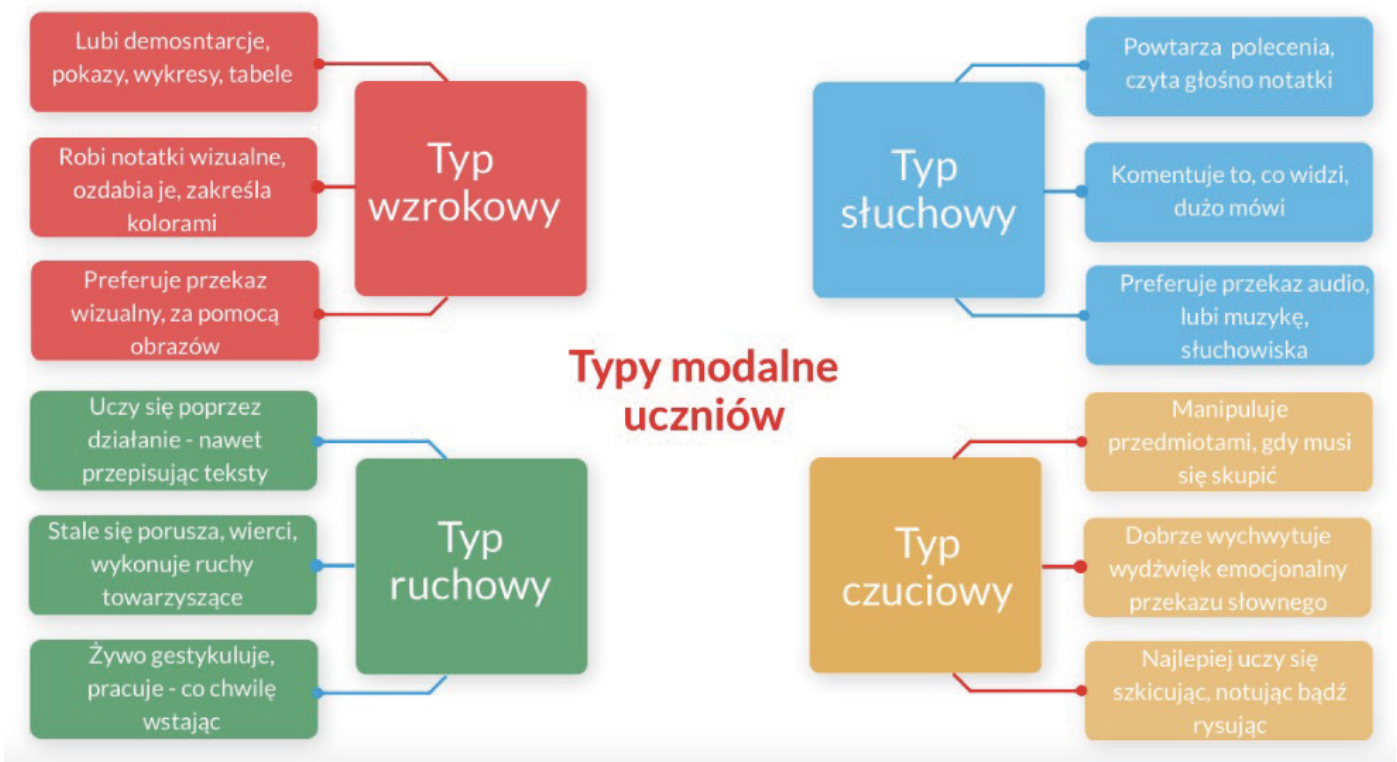 Lubi demosntarcje,
pokazy, wykresy, tabele
Robi notatki wizualne,
ozdabia je, zakreśla
kolorami
Preferuje przekaz
wizualny, za pomocą
obrazów
Typ
wzrokowy
Typ
słuchowy
Powtarza polecenia,
czyta głośno notatki
Komentuje to, co widzi,
dużo mówi
Preferuje przekaz audio,
lubi muzykę,
słuchowiska
Typy modalne
uczniów
Uczy się poprzez
działanie - nawet
przepisując teksty
Stale się porusza, wierci,
wykonuje ruchy
towarzyszące
Żywo gestykuluje,
pracuje - co chwilę
wstając
Typ
ruchowy
Typ
czuciowy
Manipuluje
przedmiotami, gdy musi
się skupić
Dobrze wychwytuje
wydźwięk emocjonalny
przekazu słownego
Najlepiej uczy się
szkicując, notując bądź
rysując